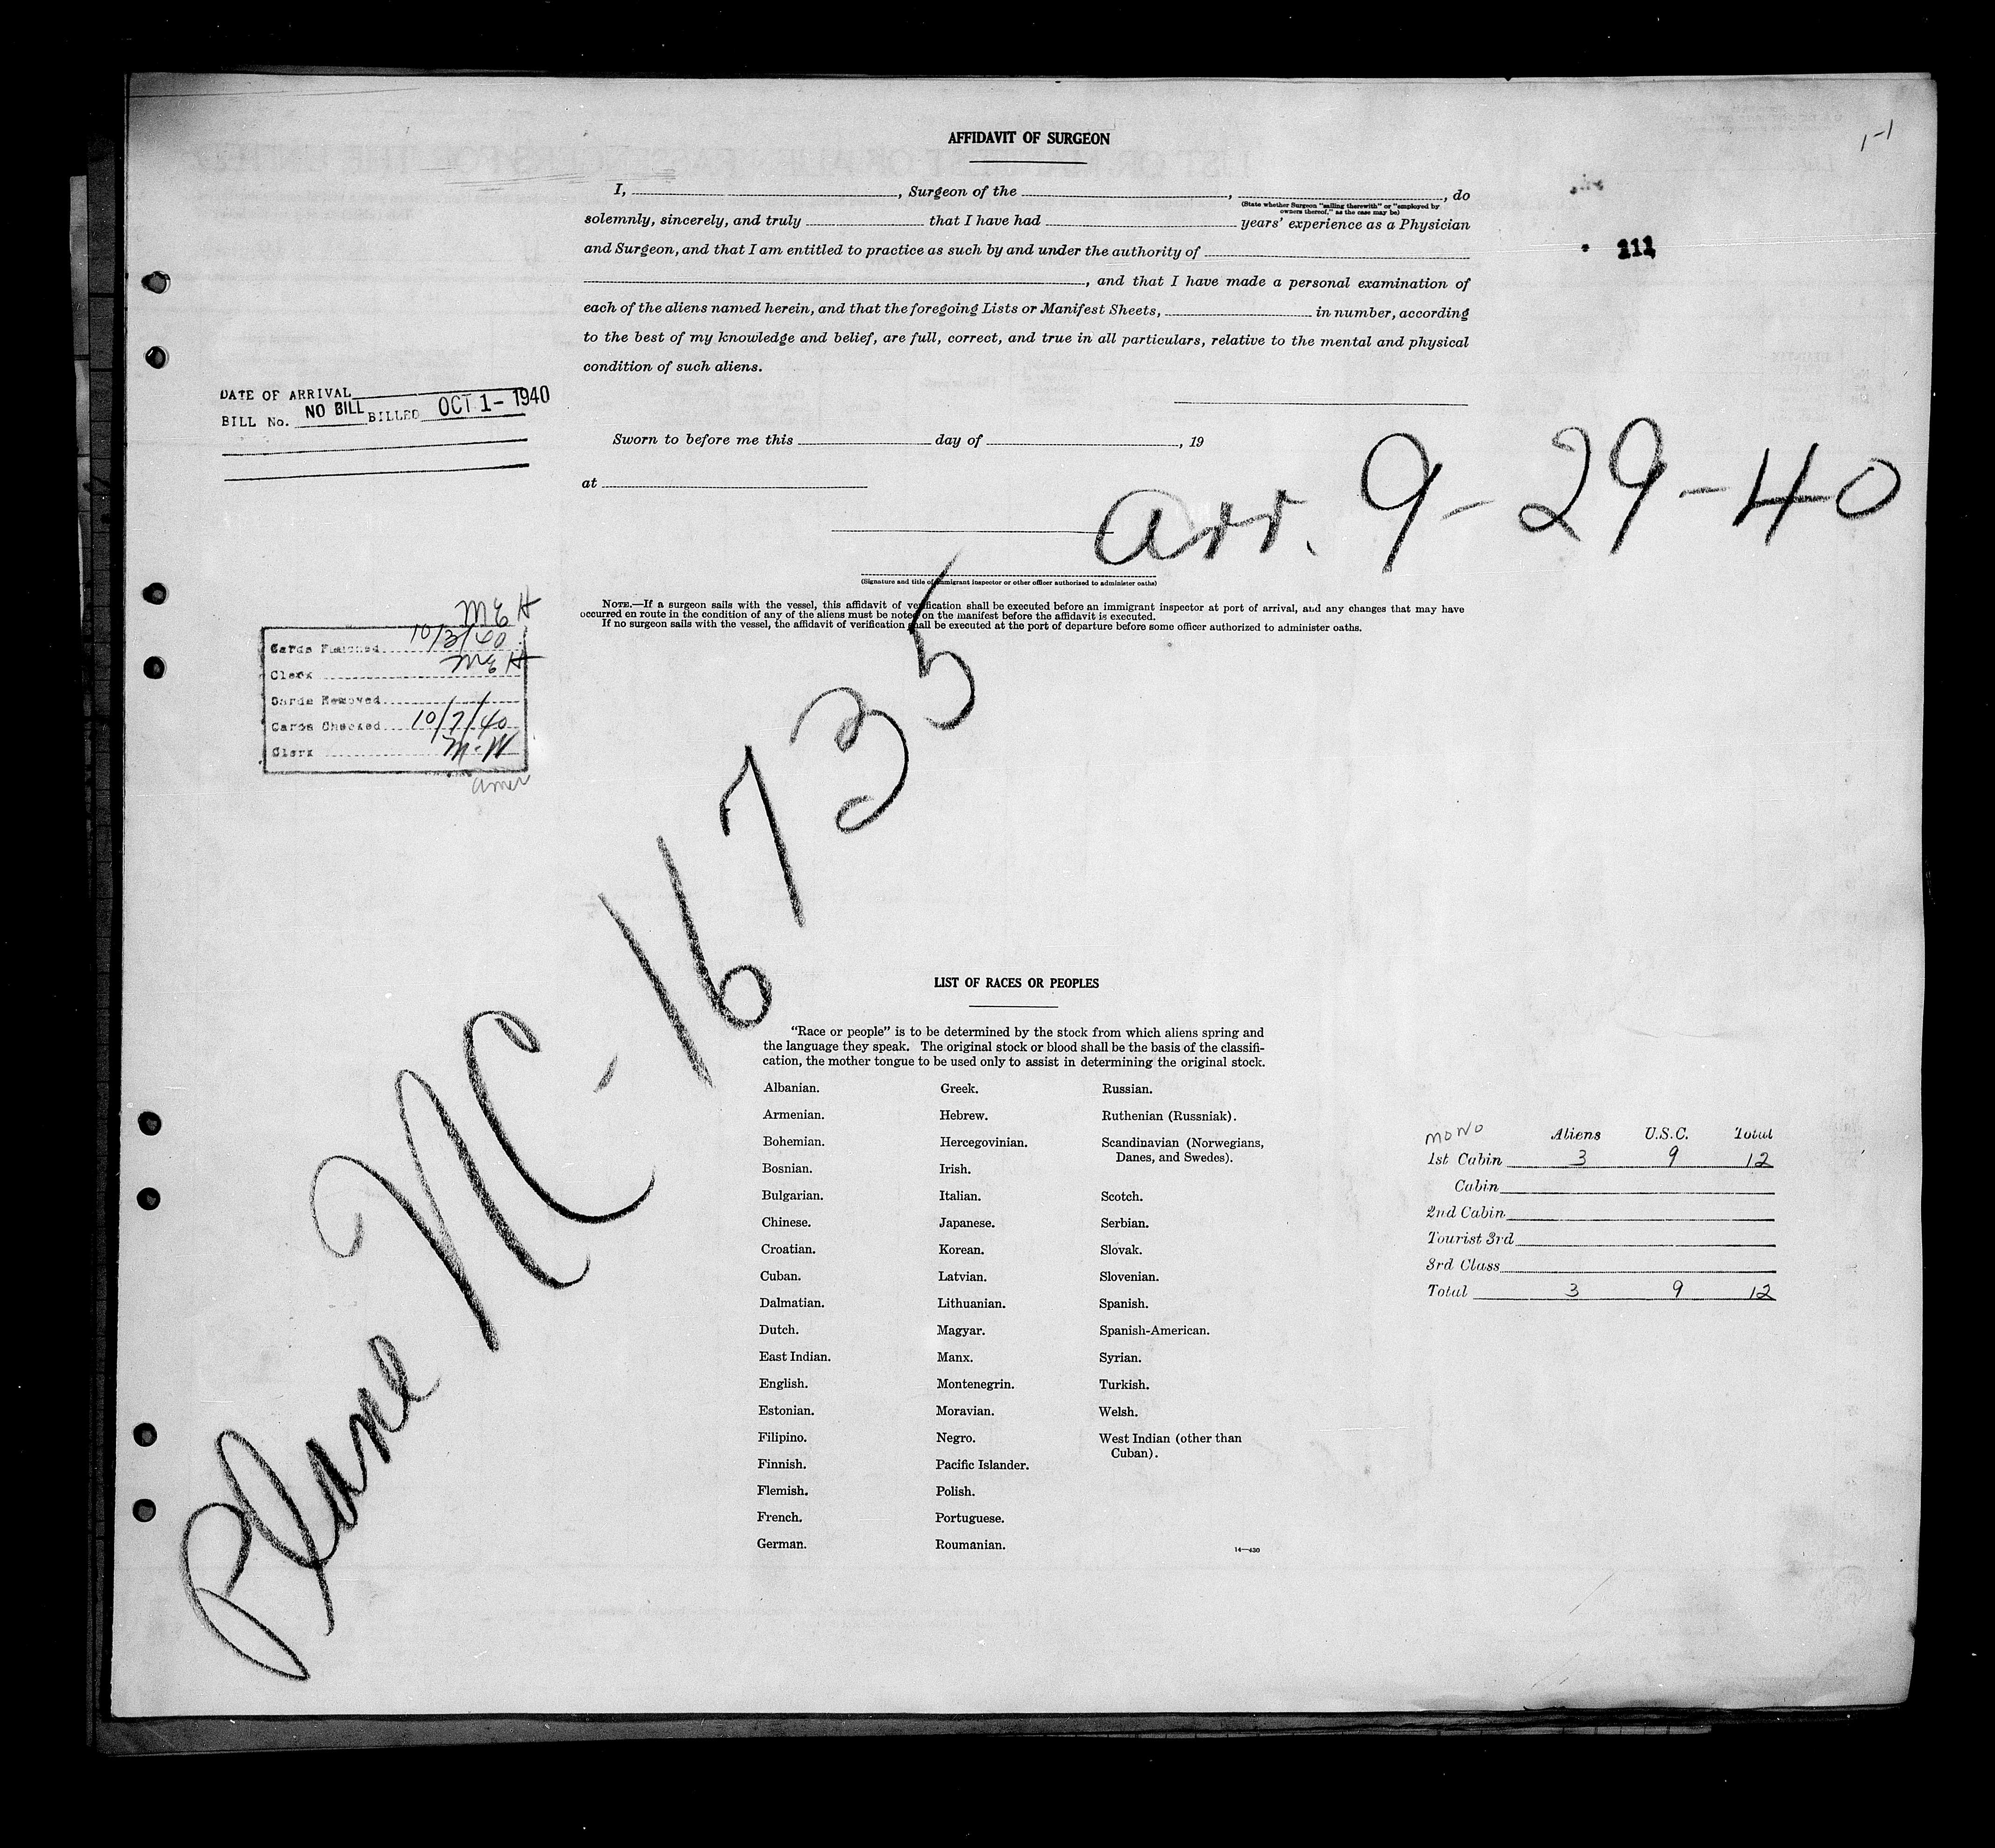 AFFIDAVIT OF SURGEON
1-1
I, , Surgeon of the , , do
(State whether Surgeon "sailing therewith" or "employed by
owners thereof," as the case may be)
solemnly, sincerely, and truly that I have had years' experience as a Physician
and Surgeon, and that I am entitled to practice as such by and under the authority of
111
, and that I have made a personal examination of
each of the aliens named herein, and that the foregoing Lists or Manifest Sheets, in number, according
to the best of my knowledge and belief, are full, correct, and true in all particulars, relative to the mental and physical
condition of such aliens.
DATE OF ARRIVAL
BILL No. NO BILL BILLED OCT 1 - 1940
Sworn to before me this day of , 19
at
arr. 9-29-40
(Signature and title of immigrant inspector or other officer authorized to administer oaths)
NOTE.—If a surgeon sails with the vessel, this affidavit of verification shall be executed before an immigrant inspector at port of arrival, and any changes that may have
occurred en route in the condition of any of the aliens must be noted on the manifest before the affidavit is executed.
If no surgeon sails with the vessel, the affidavit of verification shall be executed at the port of departure before some officer authorized to administer oaths.
Cards
Clerk
Cards Removed
Cards Checked 10/7/40
Clerk
Plane NC-16735
LIST OF RACES OR PEOPLES
"Race or people" is to be determined by the stock from which aliens spring and
the language they speak. The original stock or blood shall be the basis of the classifi-
cation, the mother tongue to be used only to assist in determining the original stock.
Albanian. Greek. Russian.
Armenian. Hebrew. Ruthenian (Russniak).
Bohemian. Hercegovinian. Scandinavian (Norwegians,
Danes, and Swedes).
Bosnian. Irish.
Bulgarian. Italian. Scotch.
Chinese. Japanese. Serbian.
Croatian. Korean. Slovak.
Cuban. Latvian. Slovenian.
Dalmatian. Lithuanian. Spanish.
Dutch. Magyar. Spanish-American.
East Indian. Manx. Syrian.
English. Montenegrin. Turkish.
Estonian. Moravian. Welsh.
Filipino. Negro. West Indian (other than
Cuban).
Finnish. Pacific Islander.
Flemish. Polish.
French. Portuguese.
German. Roumanian.
14—430
MONO Aliens U.S.C. Total
1st Cabin 3 9 12
Cabin
2nd Cabin
Tourist 3rd
3rd Class
Total 3 9 12